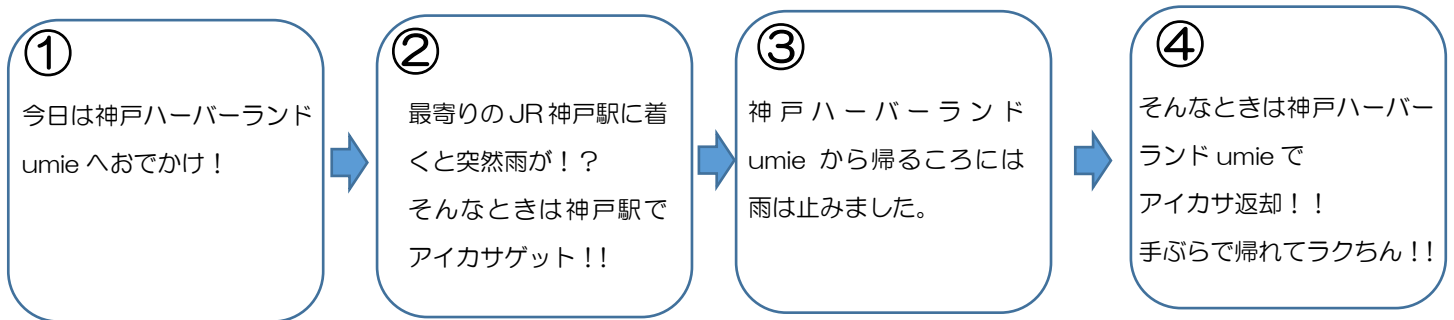 ①
今日は神戸ハーバーランド
umie へおでかけ！
②
最寄りのJR神戸駅に着
くと突然雨が！？
そんなときは神戸駅で
アイカサゲット！！
③
神戸ハーバーランド
umie から帰るころには
雨は止みました。
④
そんなときは神戸ハーバー
ランド umie で
アイカサ返却！！
手ぶらで帰れてラクちん！！